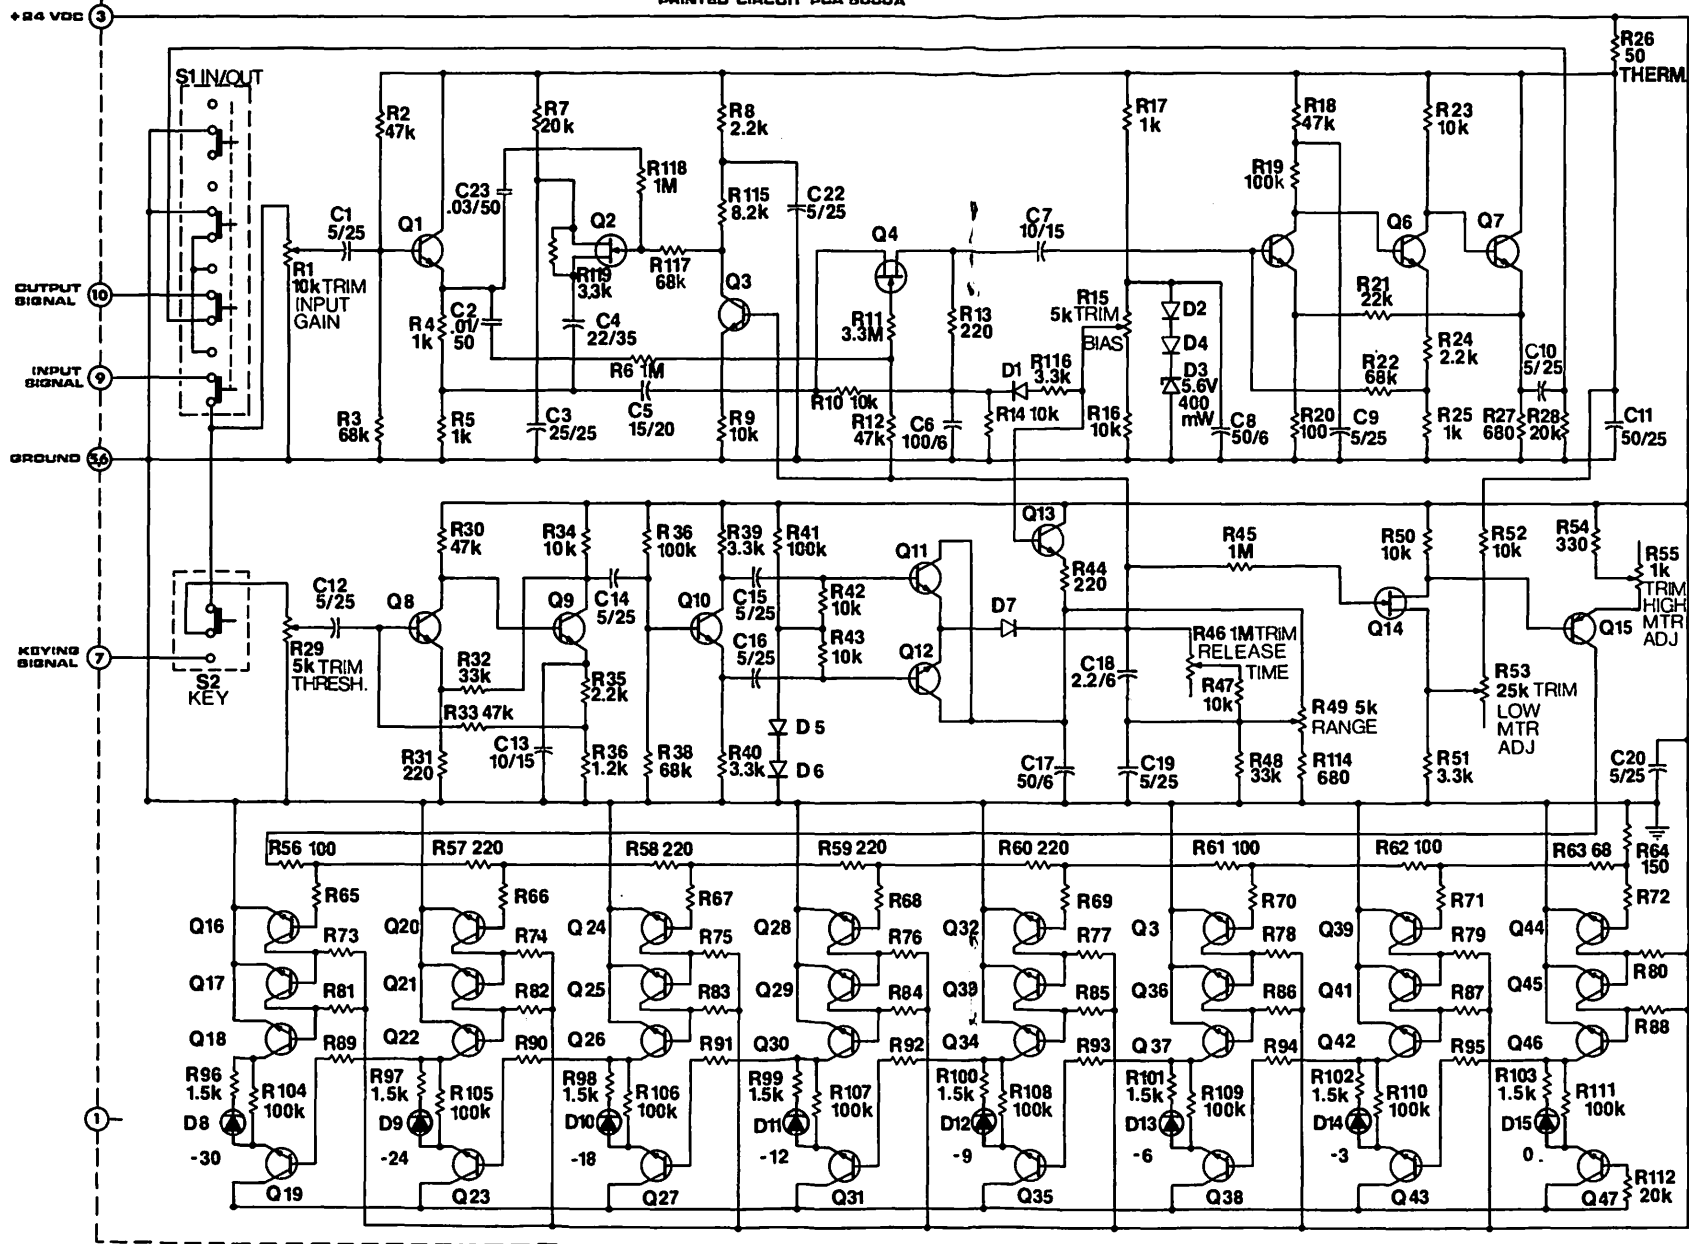 PRINTED CIRCUIT PCA 5000A
+24 VDC 3
R26
50
THERM.
S1 IN/OUT
R2
47k
R7
20k
R8
2.2k
R17
1k
R18
47k
R23
10k
R118
1M
C23
.03/50
R115
8.2k
C22
5/25
R19
100k
C1
5/25
Q1
Q2
Q4
C7
10/15
Q6
Q7
R1
10k TRIM
INPUT
GAIN
R119
3.3k
R117
68k
Q3
OUTPUT
SIGNAL 10
R4
1k
C2
.01/
50
C4
22/35
R11
3.3M
R13
220
R15
5k TRIM
BIAS
D2
D4
D3
5.6V
400
mW
R21
22k
R24
2.2k
C10
5/25
INPUT
SIGNAL 9
R6 1M
D1
R116
3.3k
R22
68k
R3
68k
R5
1k
C3
25/25
C5
15/20
R9
10k
R10 10k
R12
47k
C6
100/6
R14 10k
R16
10k
C8
50/6
R20
100
C9
5/25
R25
1k
R27
680
R28
20k
C11
50/25
GROUND 5,6
R30
47k
R34
10k
R36
100k
R39
3.3k
R41
100k
Q13
R45
1M
R50
10k
R52
10k
R54
330
R55
1k
TRIM
HIGH
MTR
ADJ
Q11
R44
220
C12
5/25
Q8
Q9
C14
5/25
Q10
C15
5/25
R42
10k
D7
Q14
Q15
KEYING
SIGNAL 7
S2
KEY
R29
5k TRIM
THRESH.
R32
33k
R35
2.2k
C16
5/25
R43
10k
Q12
R46 1M TRIM
RELEASE
TIME
C18
2.2/6
R47
10k
R49 5k
RANGE
R53
25k TRIM
LOW
MTR
ADJ
R33 47k
R31
220
C13
10/15
R36
1.2k
R38
68k
R40
3.3k
D5
D6
C17
50/6
C19
5/25
R48
33k
R114
680
R51
3.3k
C20
5/25
R56 100
R57 220
R58 220
R59 220
R60 220
R61 100
R62 100
R63 68
R64
150
R65
R66
R67
R68
R69
R70
R71
R72
Q16
Q20
Q24
Q28
Q32
Q3
Q39
Q44
R73
R74
R75
R76
R77
R78
R79
R80
Q17
Q21
Q25
Q29
Q33
Q36
Q41
Q45
R81
R82
R83
R84
R85
R86
R87
R88
Q18
Q22
Q26
Q30
Q34
Q37
Q42
Q46
R89
R90
R91
R92
R93
R94
R95
R96
1.5k
R97
1.5k
R98
1.5k
R99
1.5k
R100
1.5k
R101
1.5k
R102
1.5k
R103
1.5k
R104
100k
R105
100k
R106
100k
R107
100k
R108
100k
R109
100k
R110
100k
R111
100k
1
D8
D9
D10
D11
D12
D13
D14
D15
-30
-24
-18
-12
-9
-6
-3
0
Q19
Q23
Q27
Q31
Q35
Q38
Q43
Q47
R112
20k